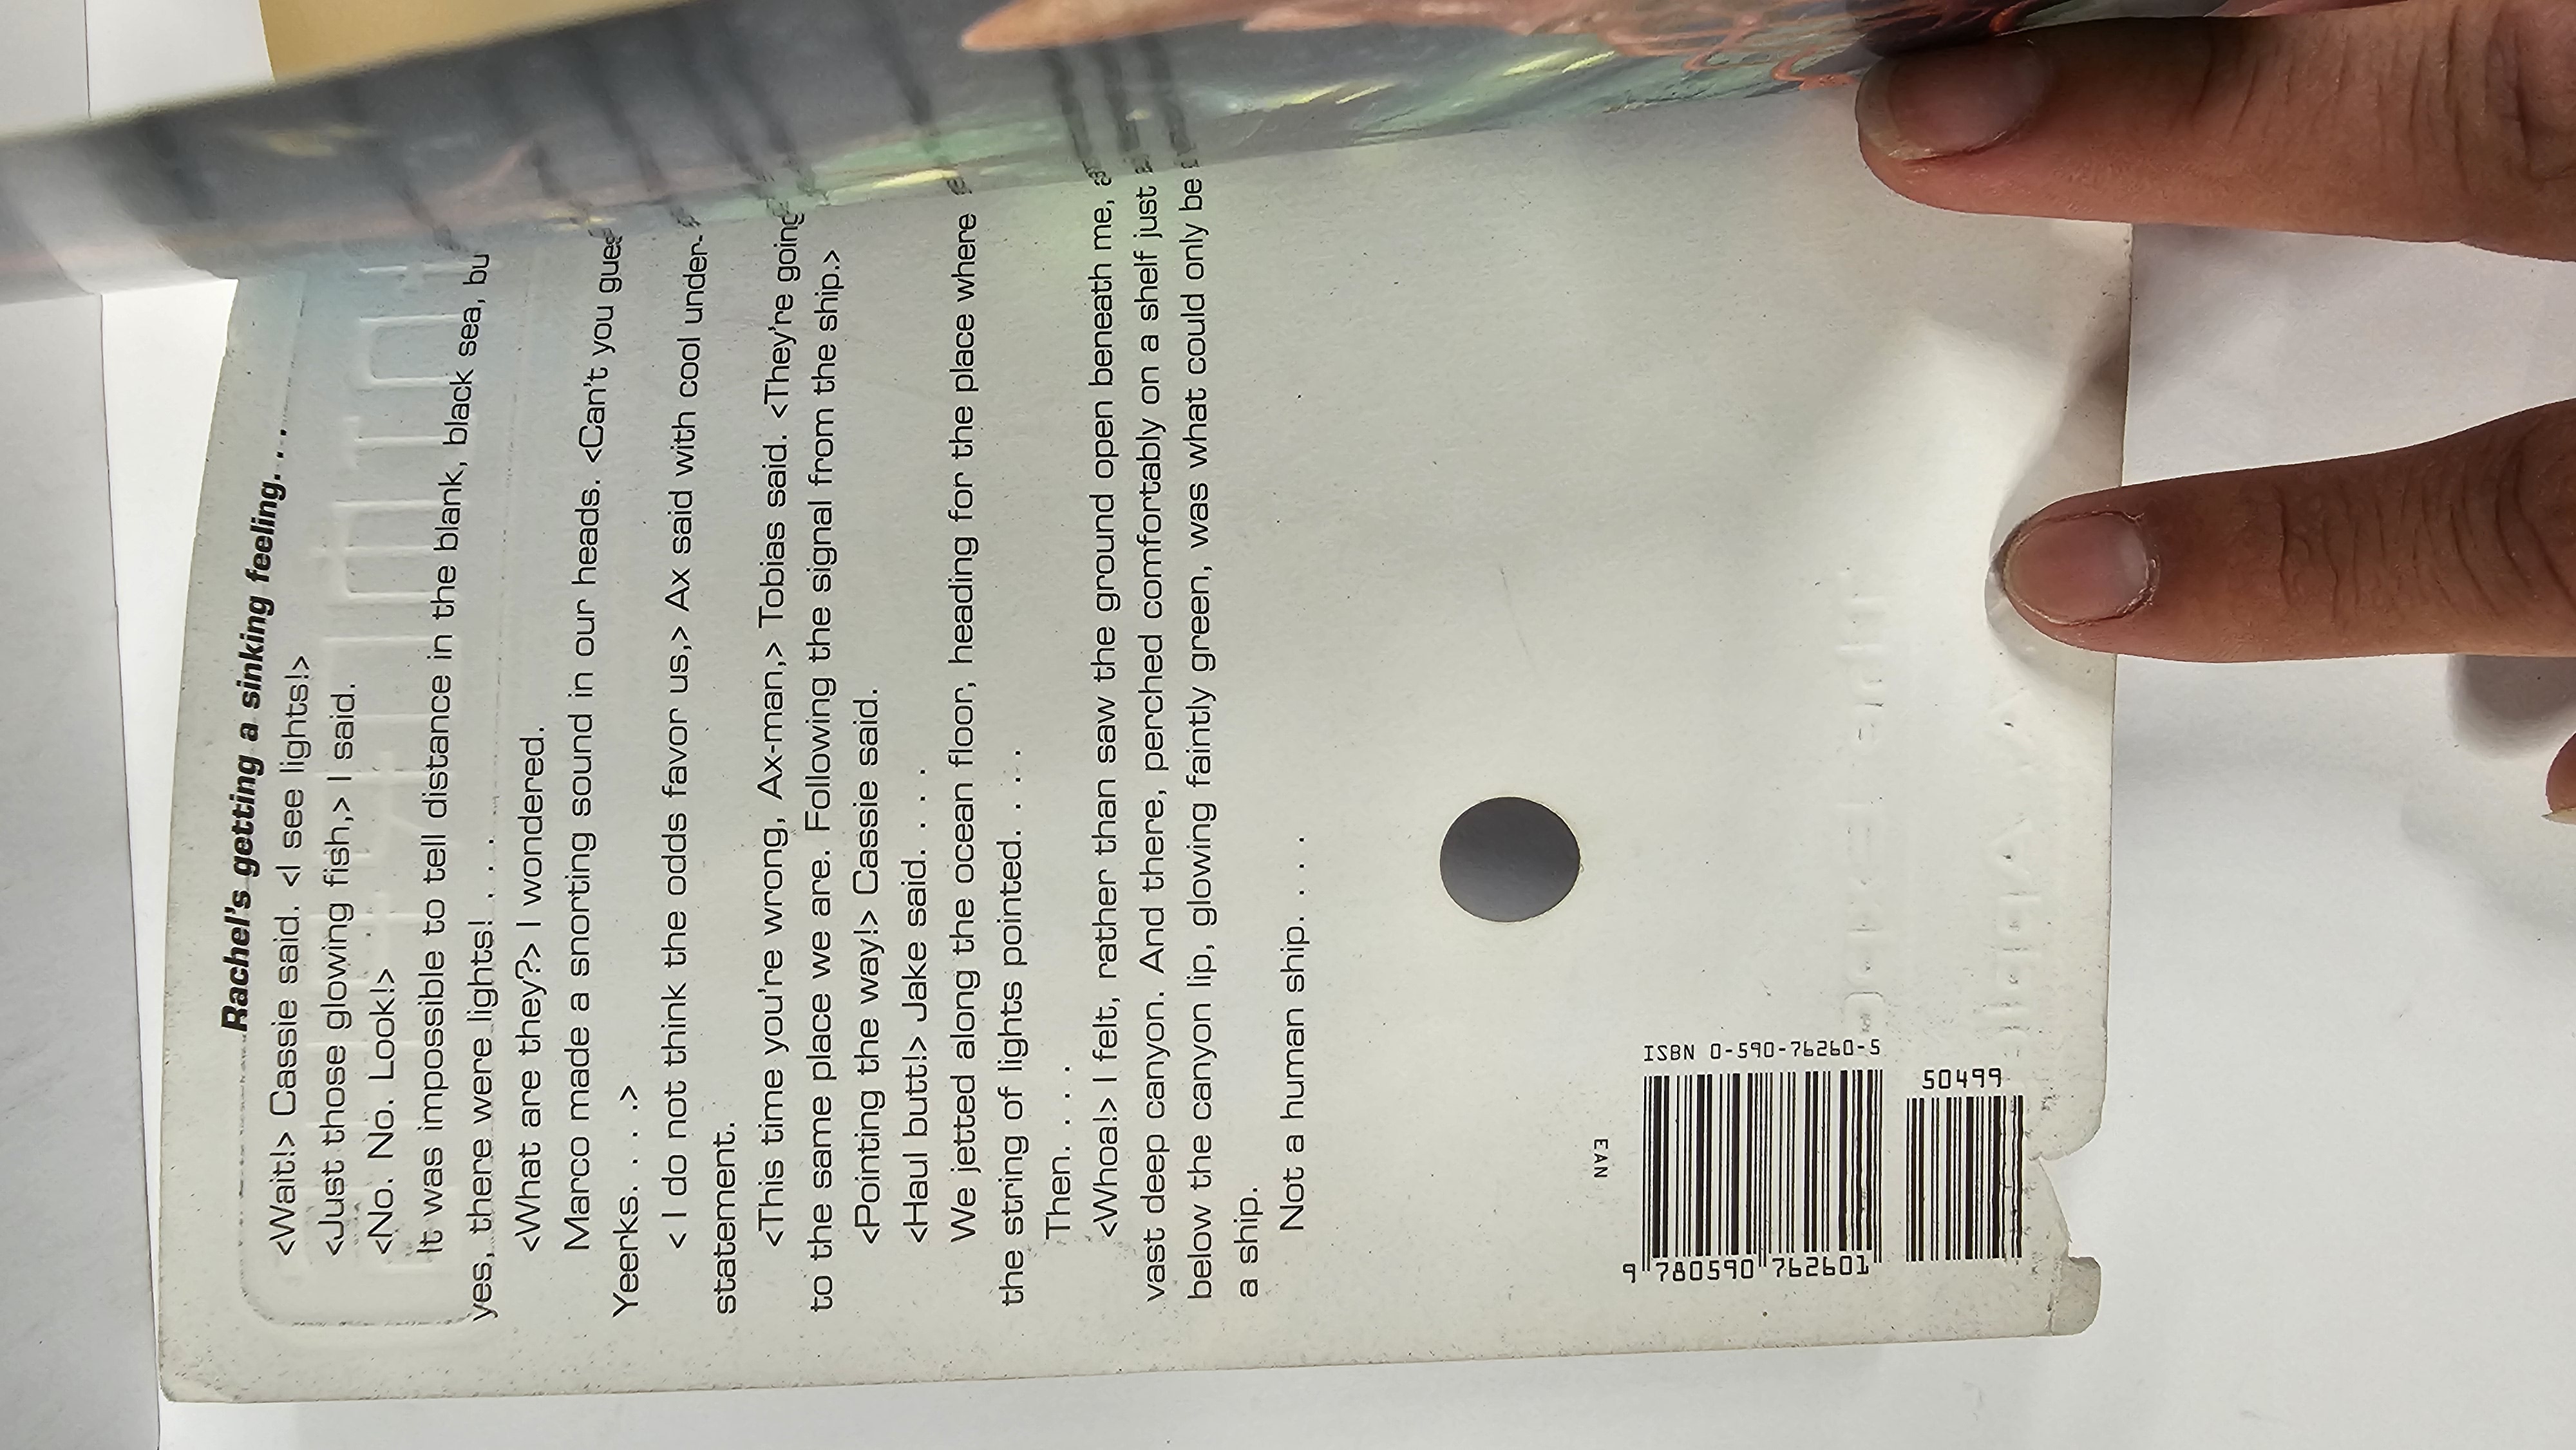 Rachel's getting a sinking feeling. . .
<Wait!> Cassie said. <I see lights!>
<Just those glowing fish,> I said.
<No. No. Look!>
It was impossible to tell distance in the blank, black sea, bu
yes, there were lights! . . .
<What are they?> I wondered.
Marco made a snorting sound in our heads. <Can't you gues
Yeerks. . . .>
< I do not think the odds favor us,> Ax said with cool under-
statement.
<This time you're wrong, Ax-man,> Tobias said. <They're going
to the same place we are. Following the signal from the ship.>
<Pointing the way!> Cassie said.
<Haul butt!> Jake said. . . .
We jetted along the ocean floor, heading for the place where
the string of lights pointed. . . .
Then. . . .
<Whoa!> I felt, rather than saw the ground open beneath me, a
vast deep canyon. And there, perched comfortably on a shelf just
below the canyon lip, glowing faintly green, was what could only be
a ship.
Not a human ship. . . .
EAN
9 780590 762601
ISBN 0-590-76260-5
50499